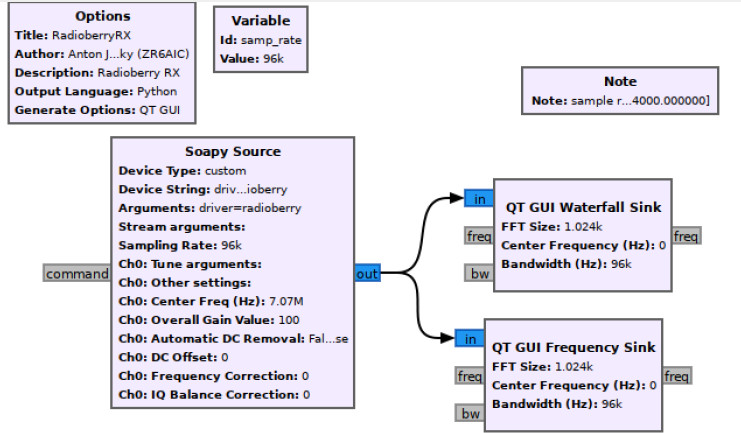 Options
Title: RadioberryRX
Author: Anton J...ky (ZR6AIC)
Description: Radioberry RX
Output Language: Python
Generate Options: QT GUI
Variable
Id: samp_rate
Value: 96k
Note
Note: sample r...4000.000000]
Soapy Source
Device Type: custom
Device String: driv...ioberry
Arguments: driver=radioberry
Stream arguments:
Sampling Rate: 96k
Ch0: Tune arguments:
Ch0: Other settings:
Ch0: Center Freq (Hz): 7.07M
Ch0: Overall Gain Value: 100
Ch0: Automatic DC Removal: Fal...se
Ch0: DC Offset: 0
Ch0: Frequency Correction: 0
Ch0: IQ Balance Correction: 0
command
out
in
freq
bw
QT GUI Waterfall Sink
FFT Size: 1.024k
Center Frequency (Hz): 0
Bandwidth (Hz): 96k
freq
in
freq
bw
QT GUI Frequency Sink
FFT Size: 1.024k
Center Frequency (Hz): 0
Bandwidth (Hz): 96k
freq